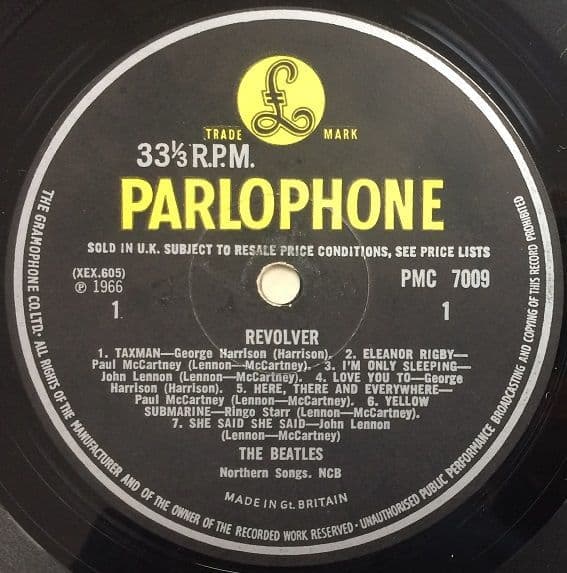 £
TRADE MARK
33⅓ R.P.M.
PARLOPHONE
SOLD IN U.K. SUBJECT TO RESALE PRICE CONDITIONS, SEE PRICE LISTS
(XEX.605)
PMC 7009
℗ 1966
1
1
REVOLVER
1. TAXMAN—George Harrison (Harrison). 2. ELEANOR RIGBY—
Paul McCartney (Lennon—McCartney). 3. I'M ONLY SLEEPING—
John Lennon (Lennon—McCartney). 4. LOVE YOU TO—George
Harrison (Harrison). 5. HERE, THERE AND EVERYWHERE—
Paul McCartney (Lennon—McCartney). 6. YELLOW
SUBMARINE—Ringo Starr (Lennon—McCartney).
7. SHE SAID SHE SAID—John Lennon
(Lennon—McCartney)
THE BEATLES
Northern Songs. NCB
MADE IN Gt. BRITAIN
THE GRAMOPHONE CO. LTD. · ALL RIGHTS OF THE MANUFACTURER AND OF THE OWNER OF THE RECORDED WORK RESERVED · UNAUTHORISED PUBLIC PERFORMANCE BROADCASTING AND COPYING OF THIS RECORD PROHIBITED